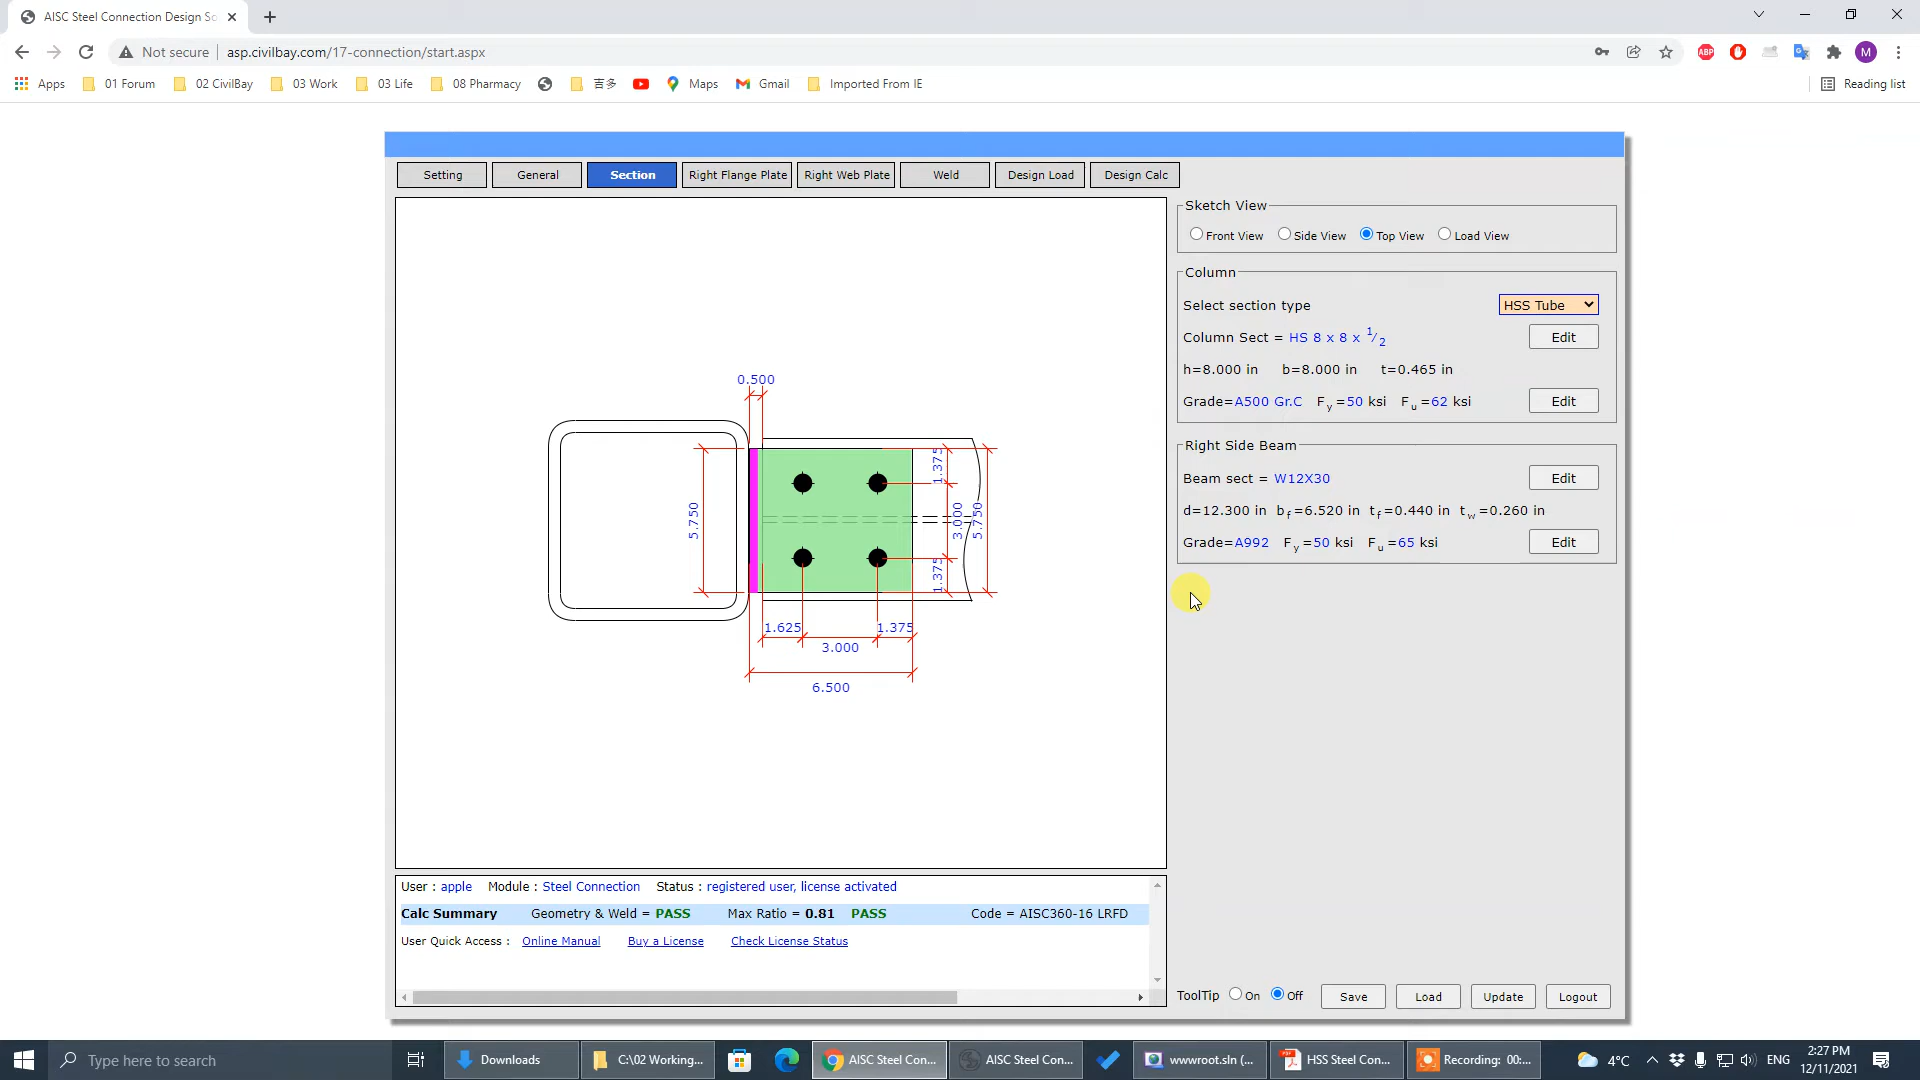 AISC Steel Connection Design So
Not secure
asp.civilbay.com/17-connection/start.aspx
ABP
M
Apps
01 Forum
02 CivilBay
03 Work
03 Life
08 Pharmacy
吉多
Maps
Gmail
Imported From IE
Reading list
Setting
General
Section
Right Flange Plate
Right Web Plate
Weld
Design Load
Design Calc
Sketch View
Front View Side View Top View Load View
Column
Select section type HSS Tube
Column Sect = HS 8 x 8 x 1/2 Edit
h=8.000 in b=8.000 in t=0.465 in
Grade=A500 Gr.C Fy=50 ksi Fu=62 ksi Edit
Right Side Beam
Beam sect = W12X30 Edit
d=12.300 in bf=6.520 in tf=0.440 in tw=0.260 in
Grade=A992 Fy=50 ksi Fu=65 ksi Edit
0.500
5.750
1.375
3.000
5.750
1.375
1.625
1.375
3.000
6.500
User : apple Module : Steel Connection Status : registered user, license activated
Calc Summary Geometry & Weld = PASS Max Ratio = 0.81 PASS Code = AISC360-16 LRFD
User Quick Access : Online Manual Buy a License Check License Status
ToolTip On Off Save Load Update Logout
Type here to search
Downloads
C:\02 Working...
AISC Steel Con...
AISC Steel Con...
wwwroot.sln (...
HSS Steel Con...
Recording: 00:...
4°C
ENG
2:27 PM
12/11/2021